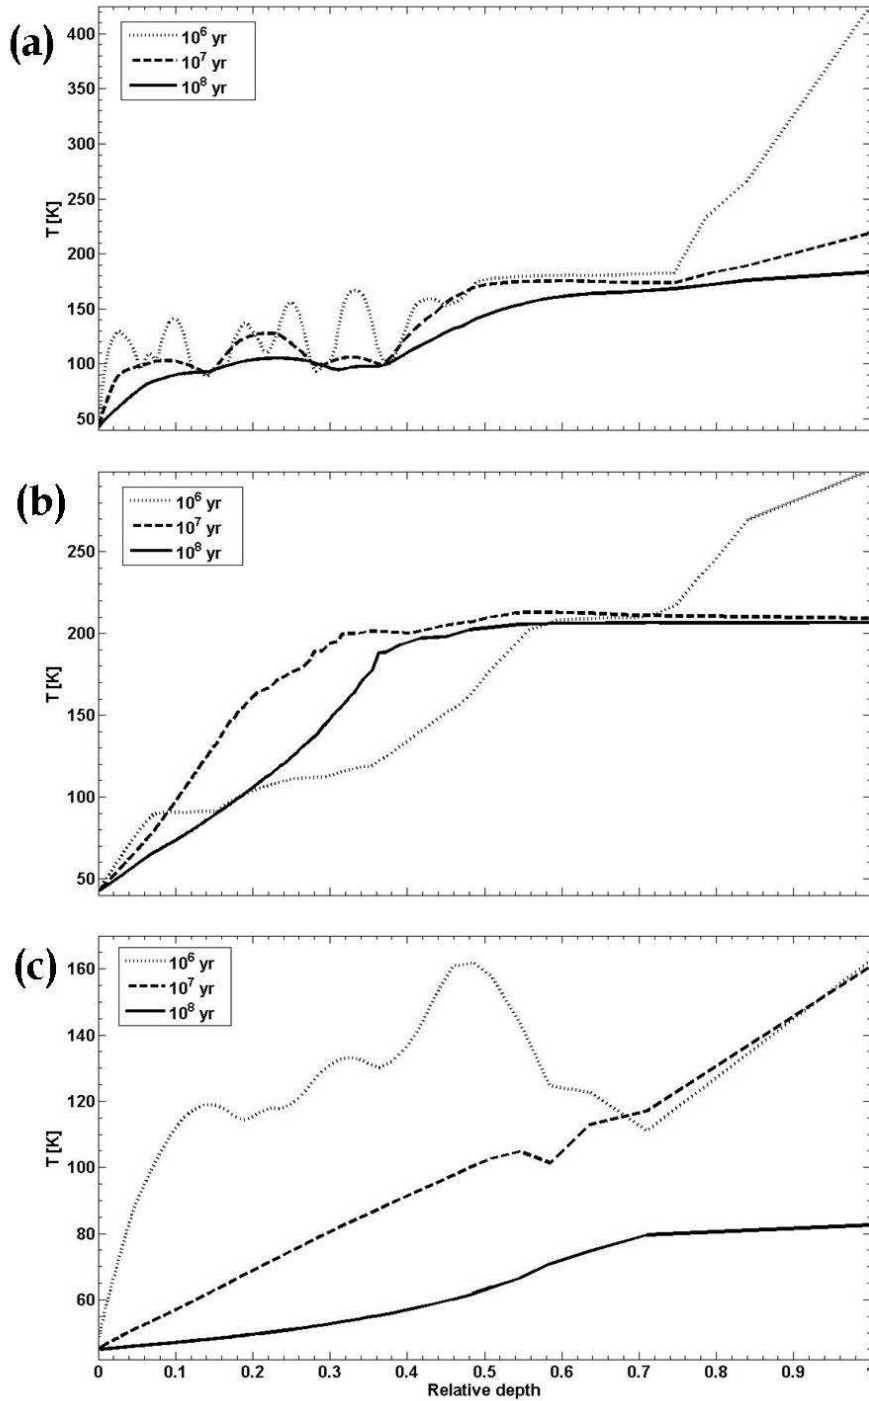 (a)
10⁶ yr
10⁷ yr
10⁸ yr
T [K]
400
350
300
250
200
150
100
50
(b)
10⁶ yr
10⁷ yr
10⁸ yr
T [K]
250
200
150
100
50
(c)
10⁶ yr
10⁷ yr
10⁸ yr
T [K]
160
140
120
100
80
60
0 0.1 0.2 0.3 0.4 0.5 0.6 0.7 0.8 0.9 1
Relative depth